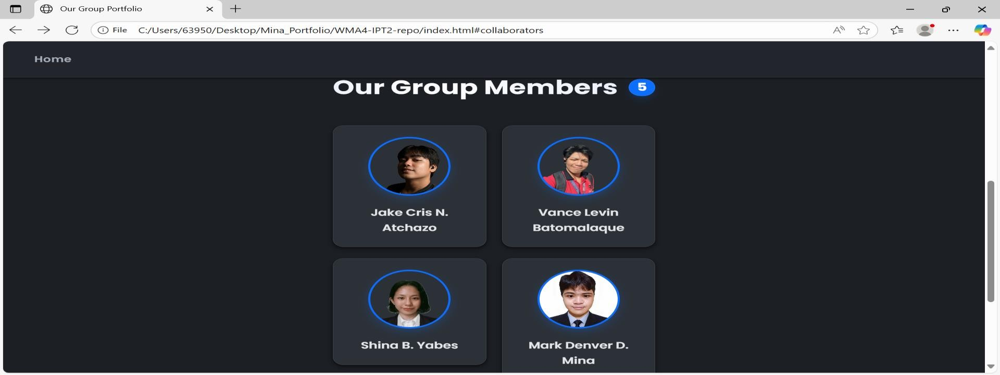 Our Group Portfolio
File C:/Users/63950/Desktop/Mina_Portfolio/WMA4-IPT2-repo/index.html#collaborators
Home
Our Group Members 5
Jake Cris N.
Atchazo
Vance Levin
Batomalaque
Shina B. Yabes
Mark Denver D.
Mina